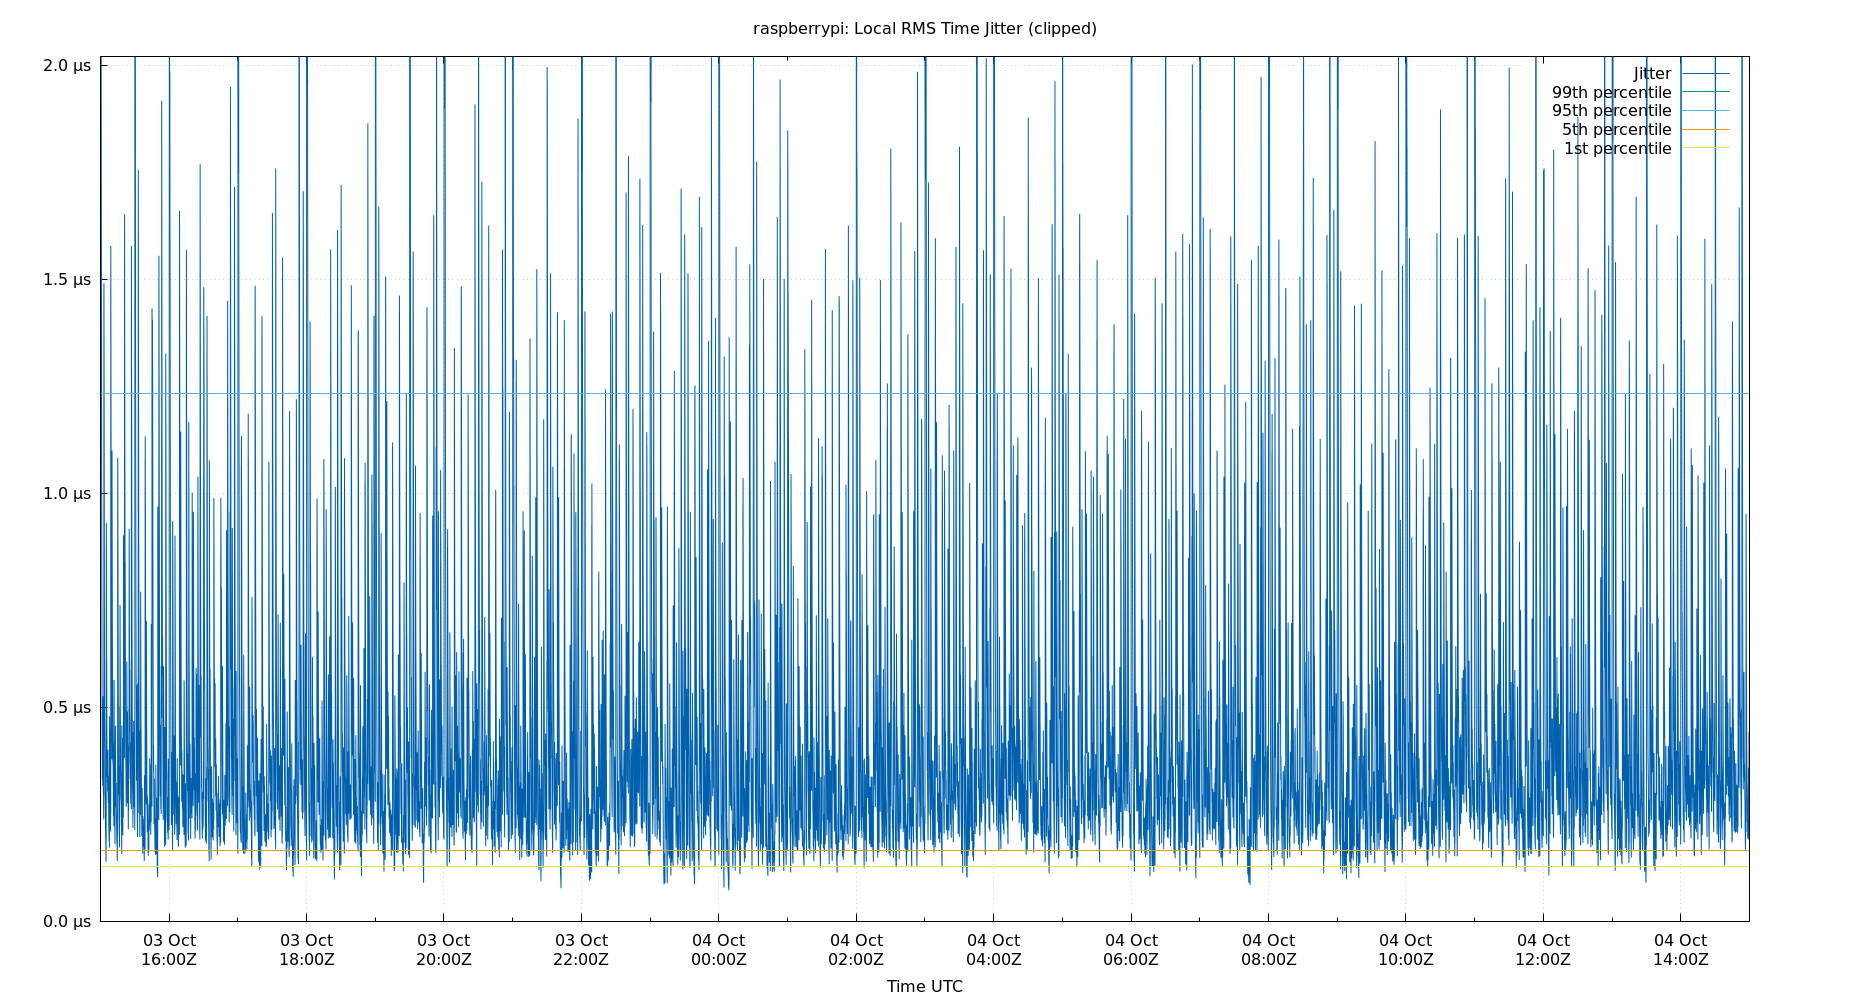 raspberrypi: Local RMS Time Jitter (clipped)
2.0 µs
1.5 µs
1.0 µs
0.5 µs
0.0 µs
Jitter
99th percentile
95th percentile
5th percentile
1st percentile
03 Oct 03 Oct 03 Oct 03 Oct 04 Oct 04 Oct 04 Oct 04 Oct 04 Oct 04 Oct 04 Oct 04 Oct
16:00Z 18:00Z 20:00Z 22:00Z 00:00Z 02:00Z 04:00Z 06:00Z 08:00Z 10:00Z 12:00Z 14:00Z
Time UTC